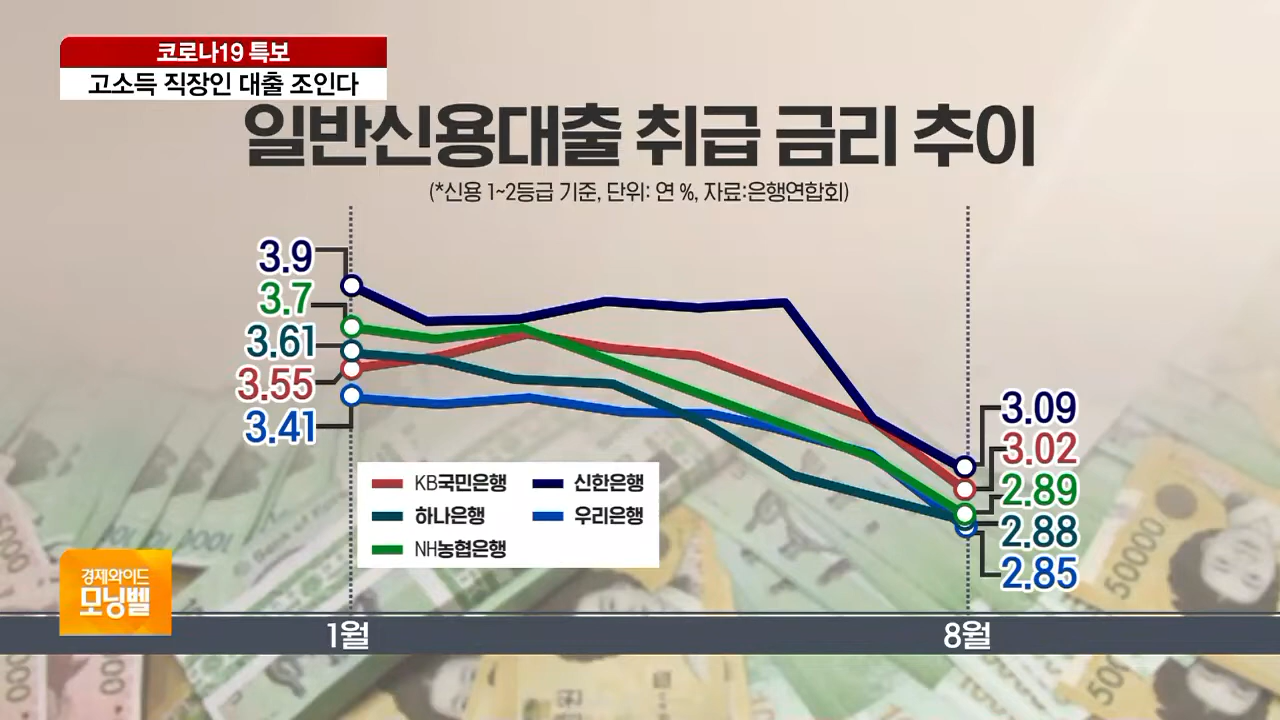 코로나19 특보
고소득 직장인 대출 조인다
일반신용대출 취급 금리 추이
(*신용 1~2등급 기준, 단위: 연 %, 자료:은행연합회)
3.9
3.7
3.61
3.55
3.41
3.09
3.02
2.89
2.88
2.85
KB국민은행 신한은행
하나은행 우리은행
NH농협은행
경제와이드
모닝벨
1월 8월
50000